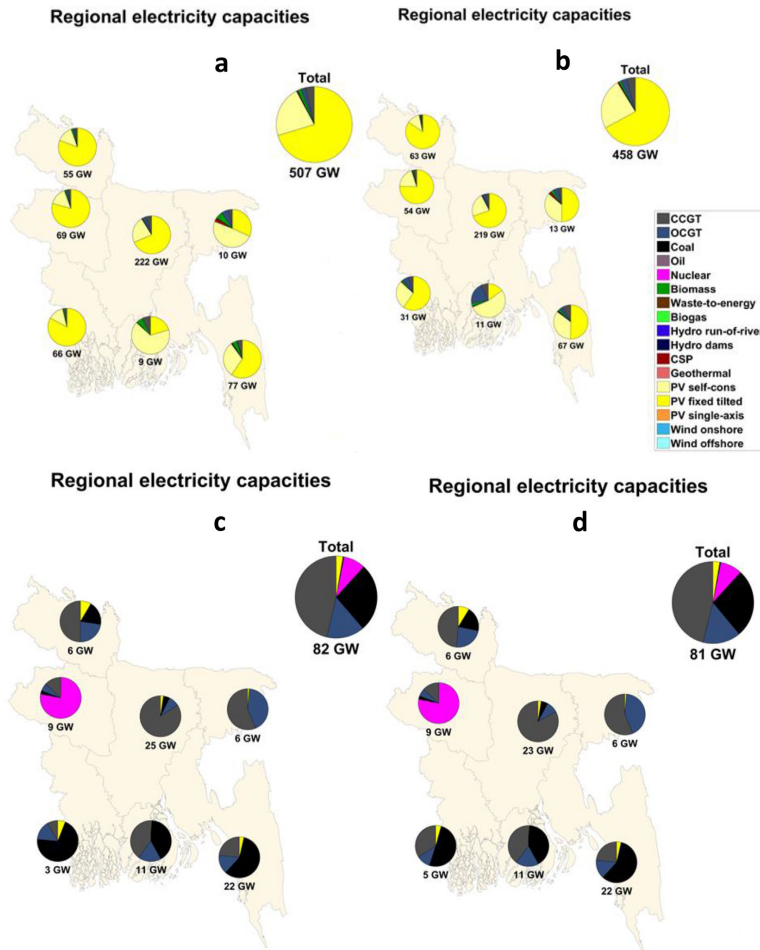 Regional electricity capacities
a
Total
507 GW
55 GW
69 GW
222 GW
10 GW
66 GW
9 GW
77 GW
Regional electricity capacities
b
Total
458 GW
63 GW
54 GW
219 GW
13 GW
31 GW
11 GW
67 GW
CCGT
OCGT
Coal
Oil
Nuclear
Biomass
Waste-to-energy
Biogas
Hydro run-of-river
Hydro dams
CSP
Geothermal
PV self-cons
PV fixed tilted
PV single-axis
Wind onshore
Wind offshore
Regional electricity capacities
c
Total
82 GW
6 GW
9 GW
25 GW
6 GW
3 GW
11 GW
22 GW
Regional electricity capacities
d
Total
81 GW
6 GW
9 GW
23 GW
6 GW
5 GW
11 GW
22 GW